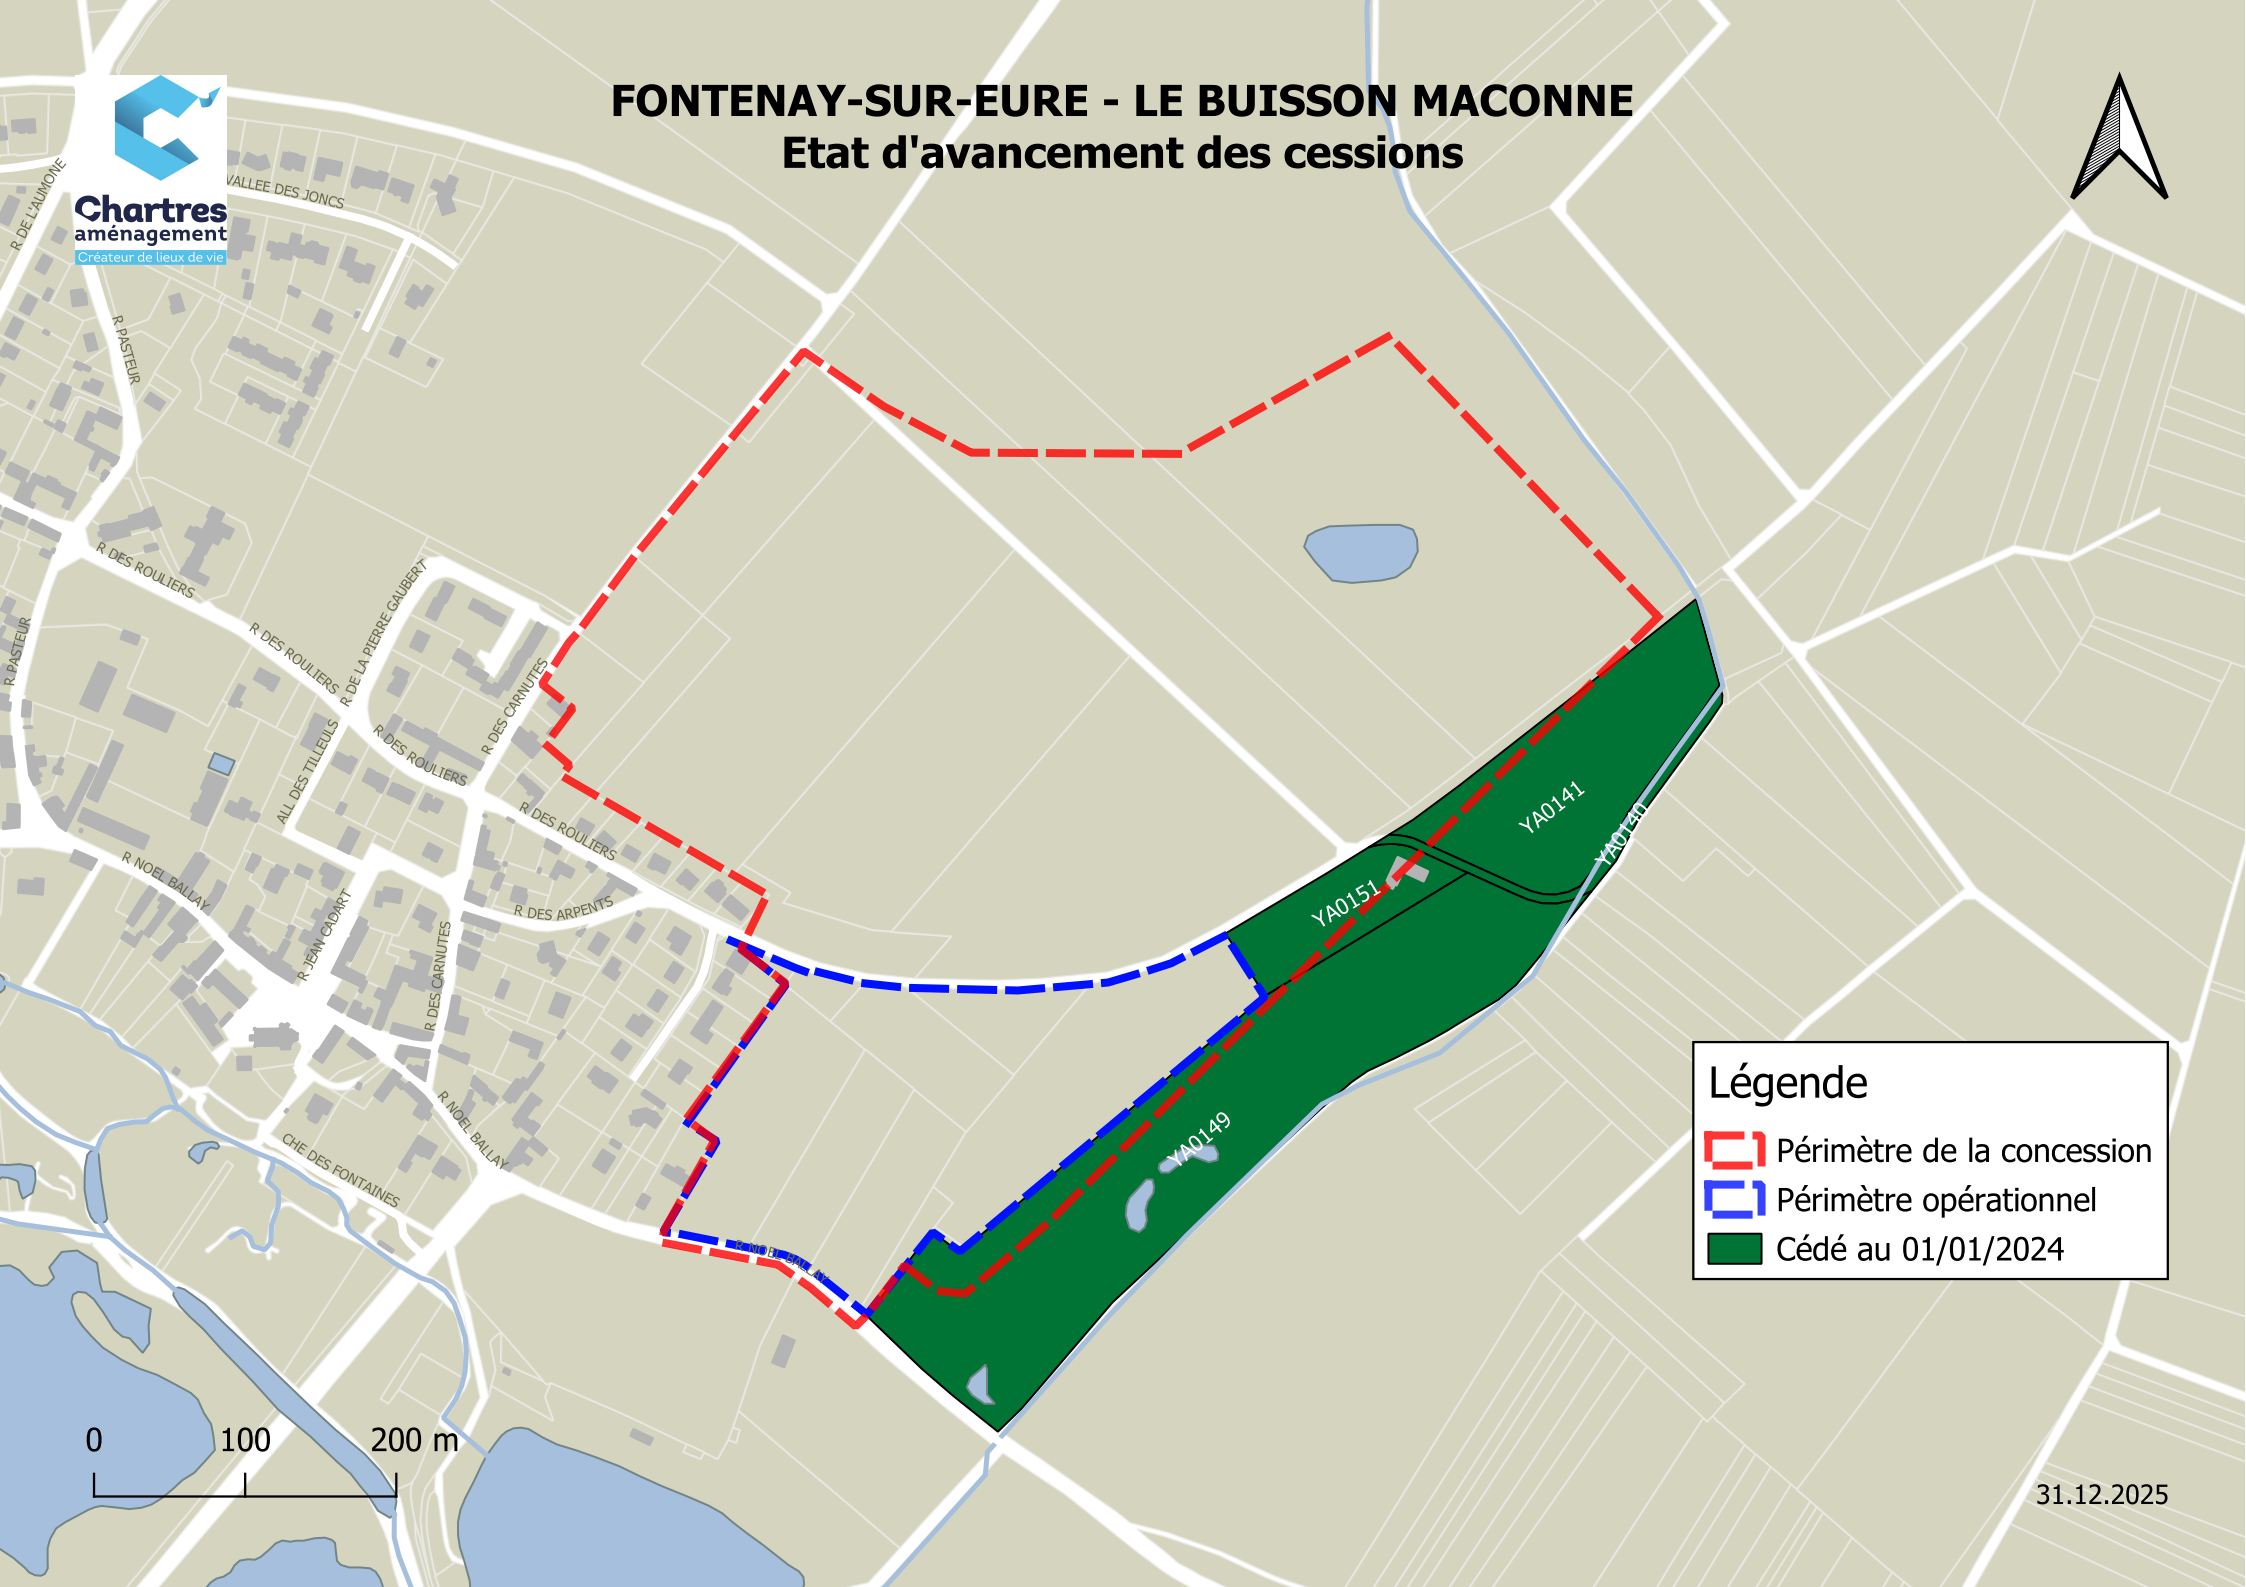 FONTENAY-SUR-EURE - LE BUISSON MACONNE
Etat d'avancement des cessions
Chartres
aménagement
Créateur de lieux de vie
R DE L'AUMONE
VALLEE DES JONCS
R PASTEUR
R DES ROULIERS
R DE LA PIERRE GAUBERT
R DES ROULIERS
R PASTEUR
R DES CARNUTES
ALL DES TILLEULS
R DES ROULIERS
R DES ROULIERS
R NOEL BALLAY
R JEAN CADART
R DES ARPENTS
R DES CARNUTES
R NOEL BALLAY
CHE DES FONTAINES
R NOEL BALLAY
YA0141
YA0140
YA0151
YA0149
Légende
Périmètre de la concession
Périmètre opérationnel
Cédé au 01/01/2024
0 100 200 m
31.12.2025